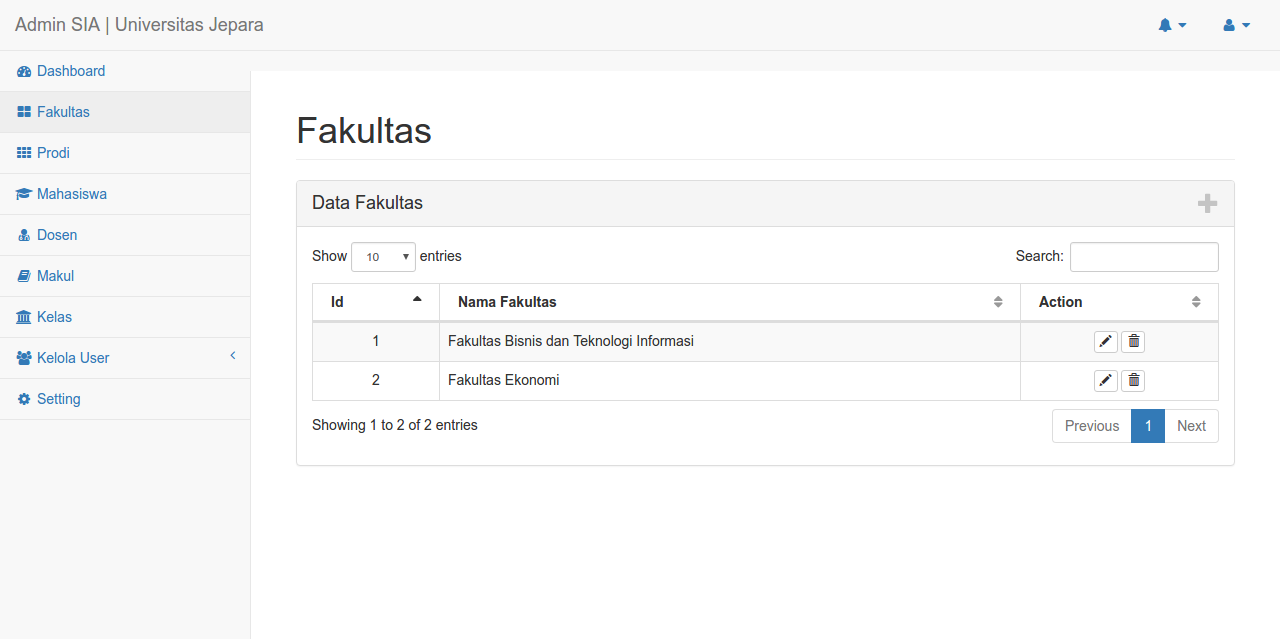 Admin SIA | Universitas Jepara
Dashboard
Fakultas
Prodi
Mahasiswa
Dosen
Makul
Kelas
Kelola User
Setting
Fakultas
Data Fakultas
Show 10 entries
Search:
Id Nama Fakultas Action
1 Fakultas Bisnis dan Teknologi Informasi
2 Fakultas Ekonomi
Showing 1 to 2 of 2 entries
Previous 1 Next